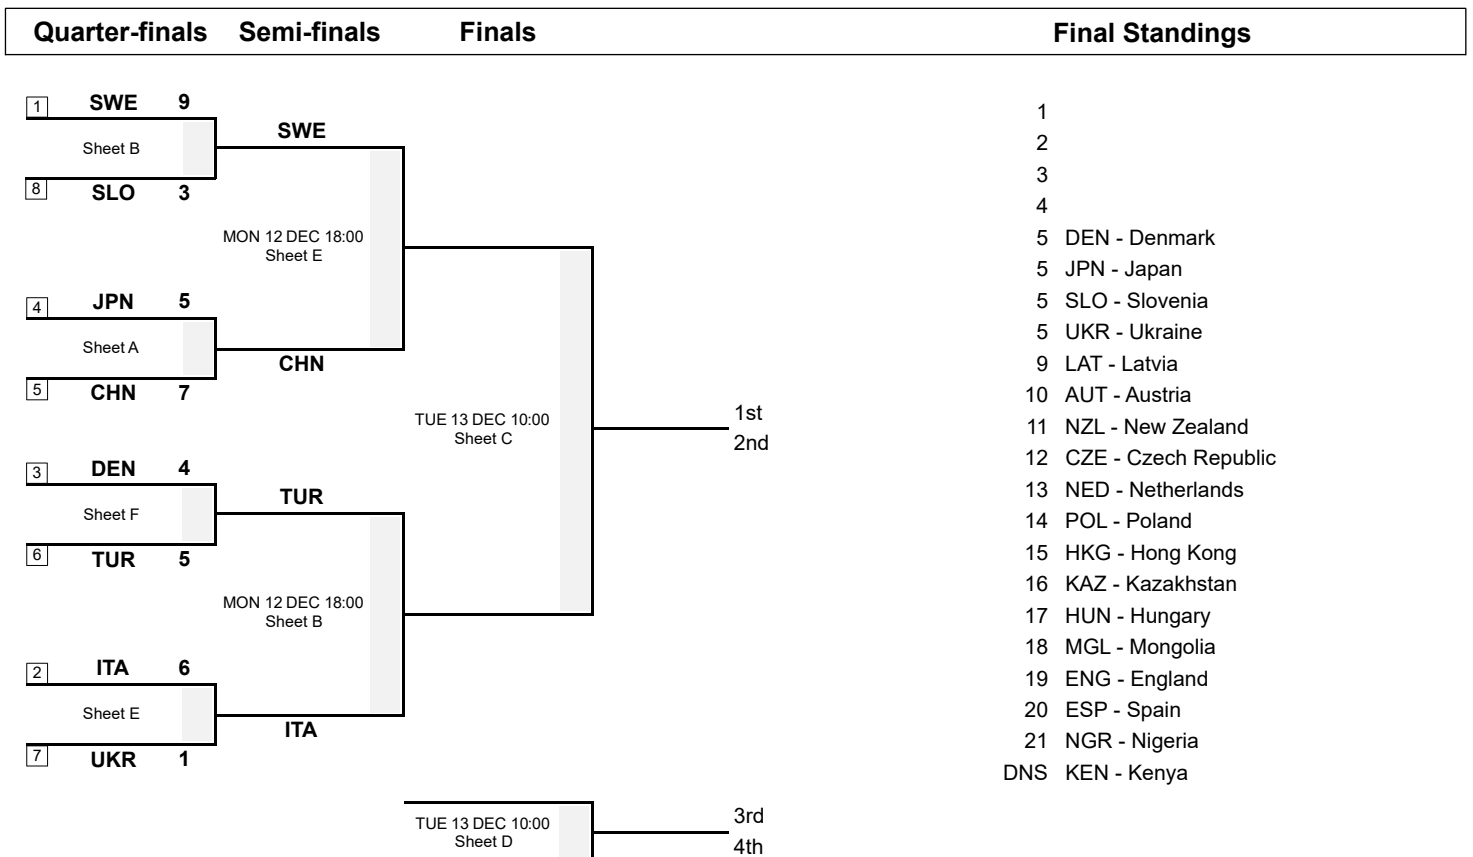 Quarter-finals Semi-finals Finals Final Standings
1 SWE 9
Sheet B
8 SLO 3
SWE
MON 12 DEC 18:00
Sheet E
4 JPN 5
Sheet A
5 CHN 7
CHN
TUE 13 DEC 10:00
Sheet C
1st
2nd
3 DEN 4
Sheet F
6 TUR 5
TUR
MON 12 DEC 18:00
Sheet B
2 ITA 6
Sheet E
7 UKR 1
ITA
TUE 13 DEC 10:00
Sheet D
3rd
4th
1
2
3
4
5 DEN - Denmark
5 JPN - Japan
5 SLO - Slovenia
5 UKR - Ukraine
9 LAT - Latvia
10 AUT - Austria
11 NZL - New Zealand
12 CZE - Czech Republic
13 NED - Netherlands
14 POL - Poland
15 HKG - Hong Kong
16 KAZ - Kazakhstan
17 HUN - Hungary
18 MGL - Mongolia
19 ENG - England
20 ESP - Spain
21 NGR - Nigeria
DNS KEN - Kenya